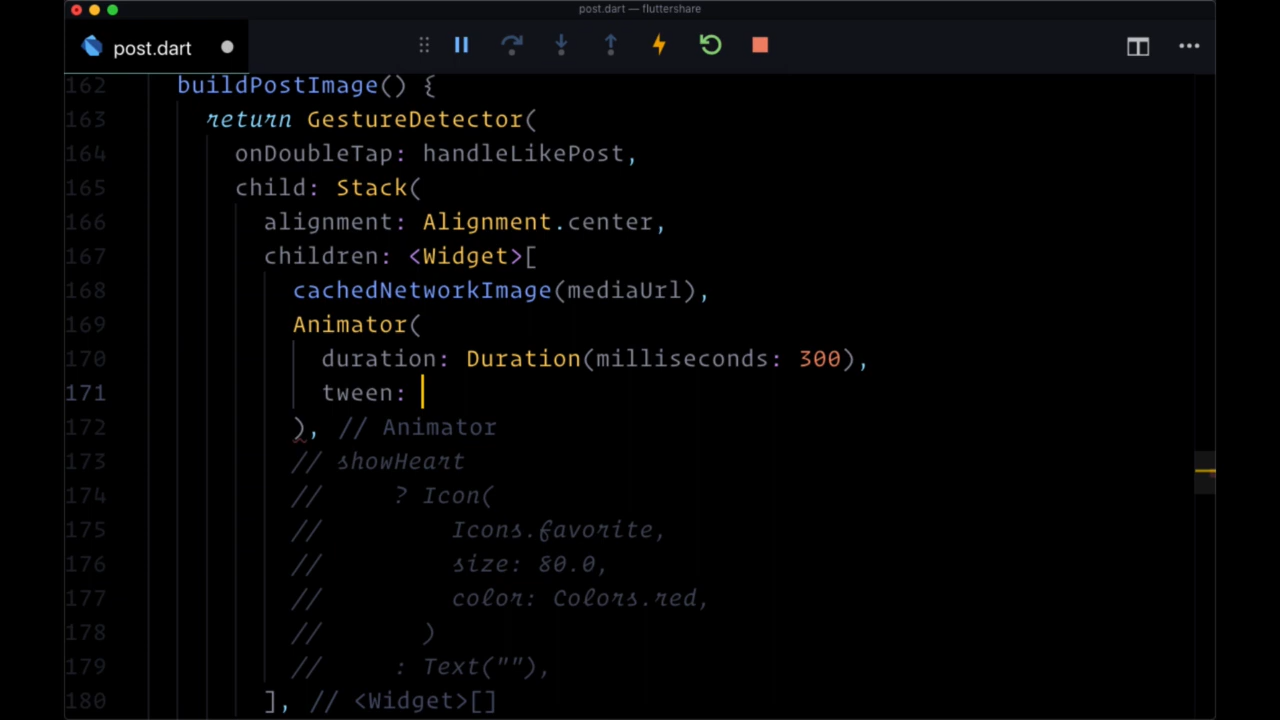 post.dart — fluttershare
post.dart
162 buildPostImage() {
163 return GestureDetector(
164 onDoubleTap: handleLikePost,
165 child: Stack(
166 alignment: Alignment.center,
167 children: <Widget>[
168 cachedNetworkImage(mediaUrl),
169 Animator(
170 duration: Duration(milliseconds: 300),
171 tween:
172 ), // Animator
173 // showHeart
174 // ? Icon(
175 // Icons.favorite,
176 // size: 80.0,
177 // color: Colors.red,
178 // )
179 // : Text(""),
180 ], // <Widget>[]